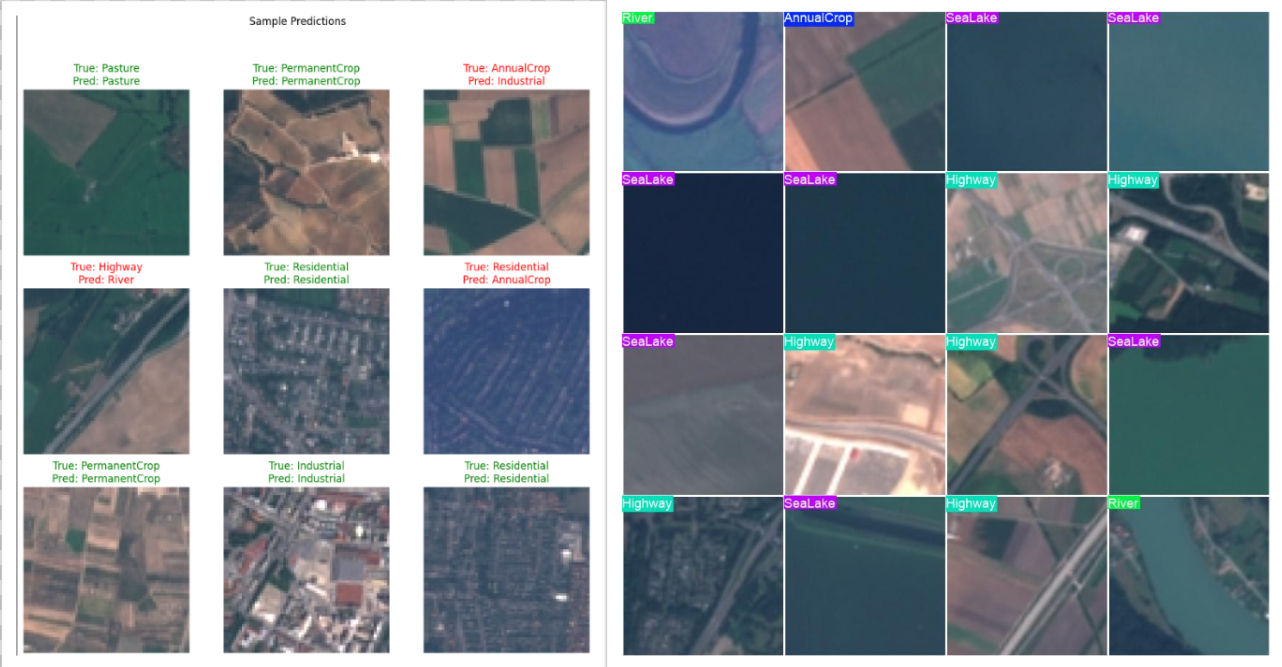 Sample Predictions
True: Pasture
Pred: Pasture
True: PermanentCrop
Pred: PermanentCrop
True: AnnualCrop
Pred: Industrial
True: Highway
Pred: River
True: Residential
Pred: Residential
True: Residential
Pred: AnnualCrop
True: PermanentCrop
Pred: PermanentCrop
True: Industrial
Pred: Industrial
True: Residential
Pred: Residential
River
AnnualCrop
SeaLake
SeaLake
SeaLake
SeaLake
Highway
Highway
SeaLake
Highway
Highway
SeaLake
Highway
SeaLake
Highway
River